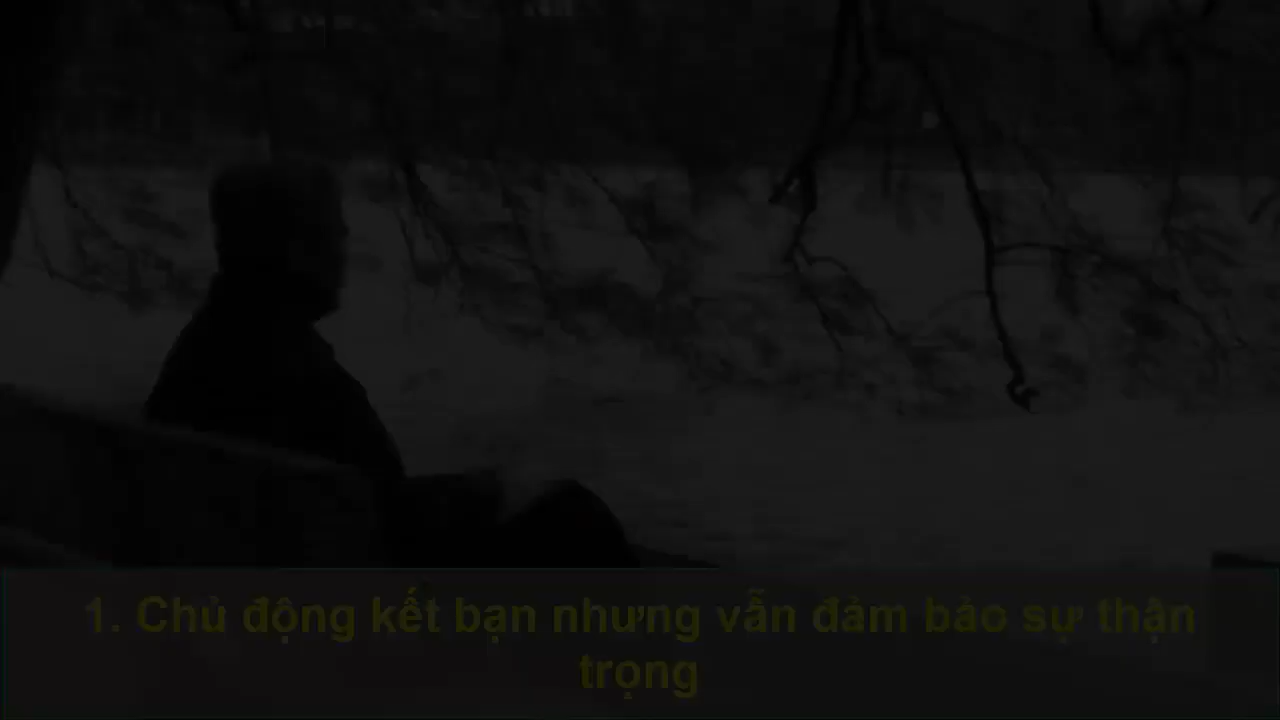 1. Chủ động kết bạn nhưng vẫn đảm bảo sự thận
trọng